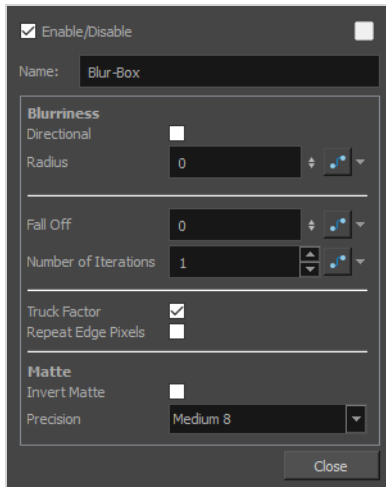 Enable/Disable
Name: Blur-Box
Blurriness
Directional
Radius 0
Fall Off 0
Number of Iterations 1
Truck Factor
Repeat Edge Pixels
Matte
Invert Matte
Precision Medium 8
Close